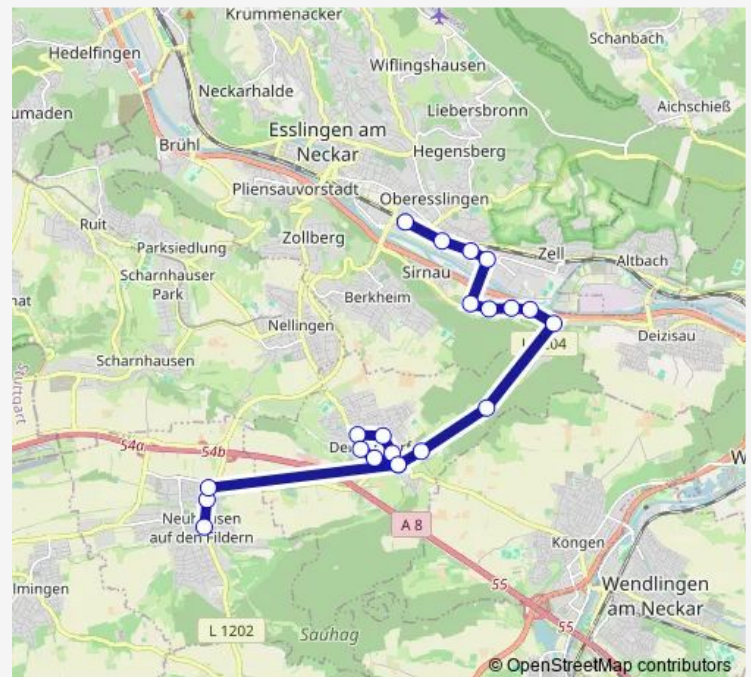 Krummenacker
Hedelfingen
Schanbach
Wiflingshausen
Neckarhalde
umaden
Liebersbronn
Aichschieß
Esslingen am
Neckar
Brühl
Hegensberg
Pliensauvorstadt
Oberesslingen
Ruit
Zollberg
Parksiedlung
Zell
Altbach
Sirnau
Scharnhauser
Park
Berkheim
nat
Nellingen
Deizisau
Scharnhausen
Stuttgart
54a
54b
W
A 8
Neuhausen
auf den Fildern
Köngen
55
Wendlingen
am Neckar
lmingen
L 1202
Sauhag
55
© OpenStreetMap contributors